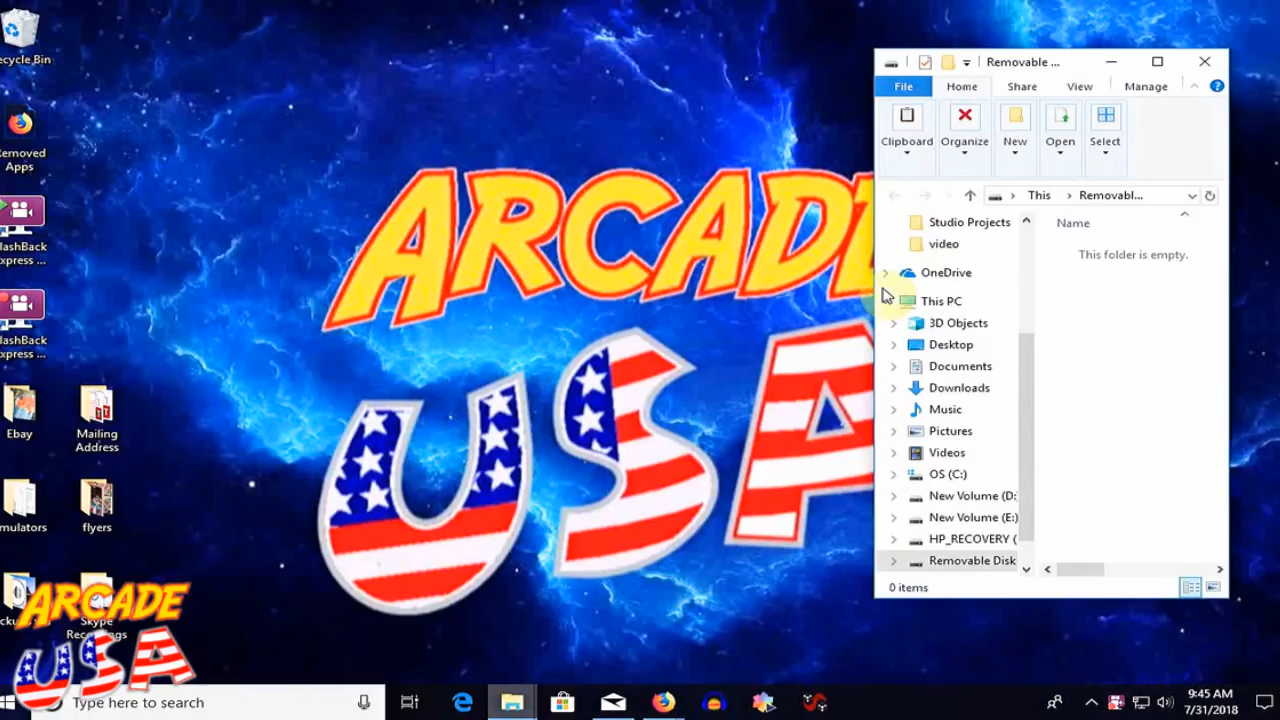 ecycle Bin
emoved
Apps
lashBack
xpress ...
lashBack
xpress ...
Ebay
Mailing
Address
mulators
flyers
Skype
ARCADE
USA
ARCADE
USA
Removable ...
File
Home
Share
View
Manage
Clipboard
Organize
New
Open
Select
This
Removabl...
Studio Projects
video
OneDrive
This PC
3D Objects
Desktop
Documents
Downloads
Music
Pictures
Videos
OS (C:)
New Volume (D:
New Volume (E:)
HP_RECOVERY (
Removable Disk
Name
This folder is empty.
0 items
Type here to search
9:45 AM
7/31/2018